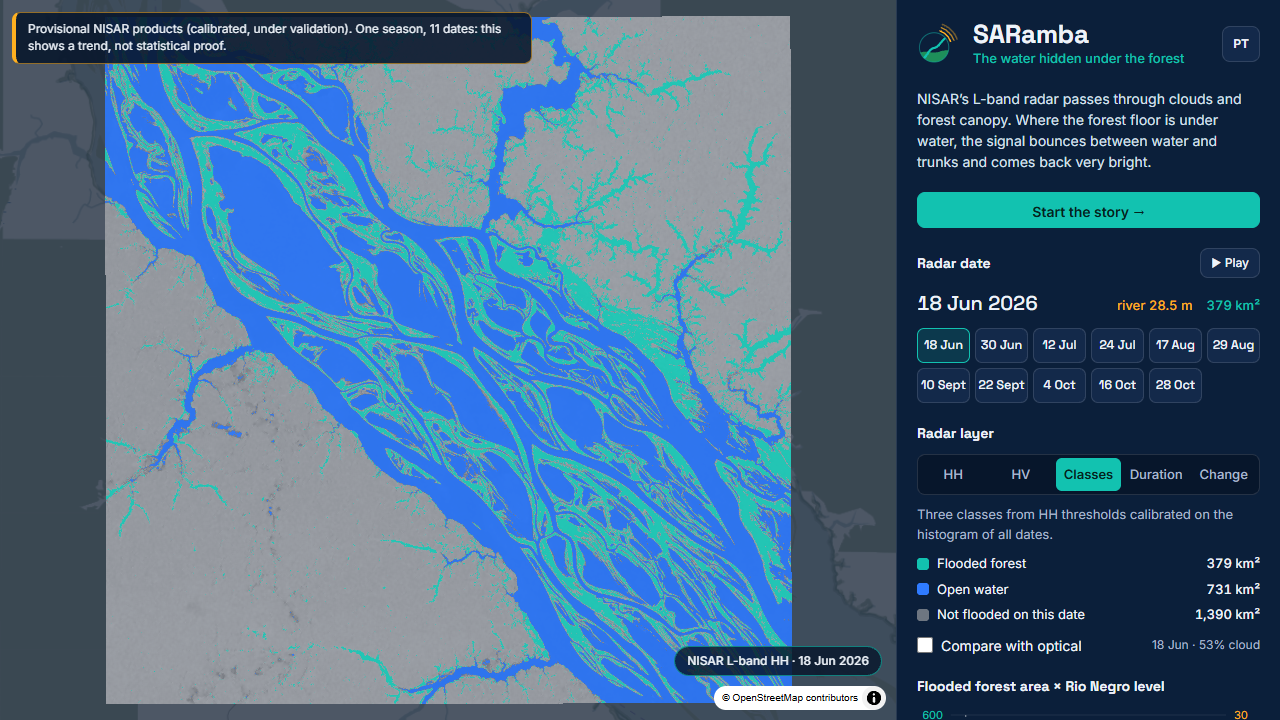 Provisional NISAR products (calibrated, under validation). One season, 11 dates: this
shows a trend, not statistical proof.
SARamba
The water hidden under the forest
PT
NISAR's L-band radar passes through clouds and
forest canopy. Where the forest floor is under
water, the signal bounces between water and
trunks and comes back very bright.
Start the story →
Radar date
▶ Play
18 Jun 2026
river 28.5 m
379 km²
18 Jun
30 Jun
12 Jul
24 Jul
17 Aug
29 Aug
10 Sept
22 Sept
4 Oct
16 Oct
28 Oct
Radar layer
HH
HV
Classes
Duration
Change
Three classes from HH thresholds calibrated on the
histogram of all dates.
Flooded forest 379 km²
Open water 731 km²
Not flooded on this date 1,390 km²
Compare with optical 18 Jun · 53% cloud
Flooded forest area × Rio Negro level
600 30
NISAR L-band HH · 18 Jun 2026
© OpenStreetMap contributors